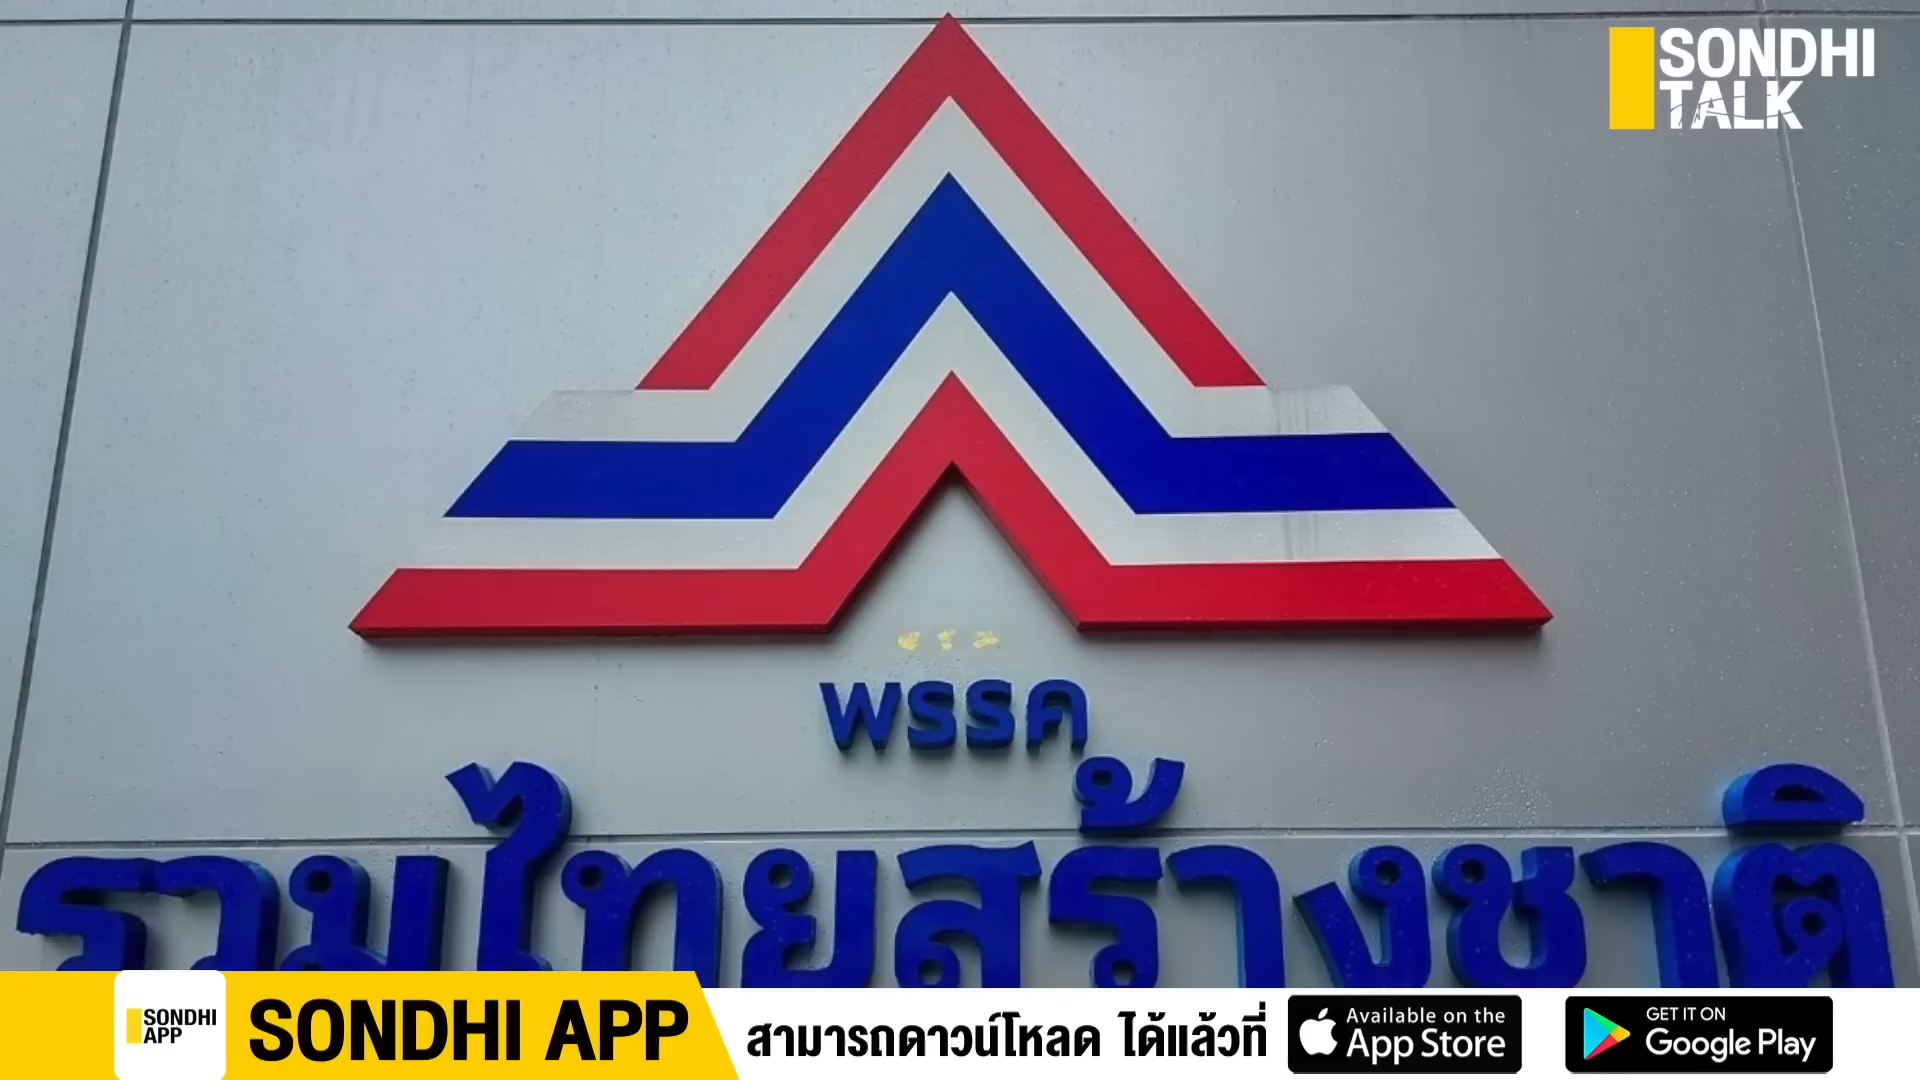 SONDHI
TALK
พรรค
รวมไทยสร้างชาติ
SONDHI
APP
SONDHI APP
สามารถดาวน์โหลด ได้แล้วที่
Available on the
App Store
GET IT ON
Google Play